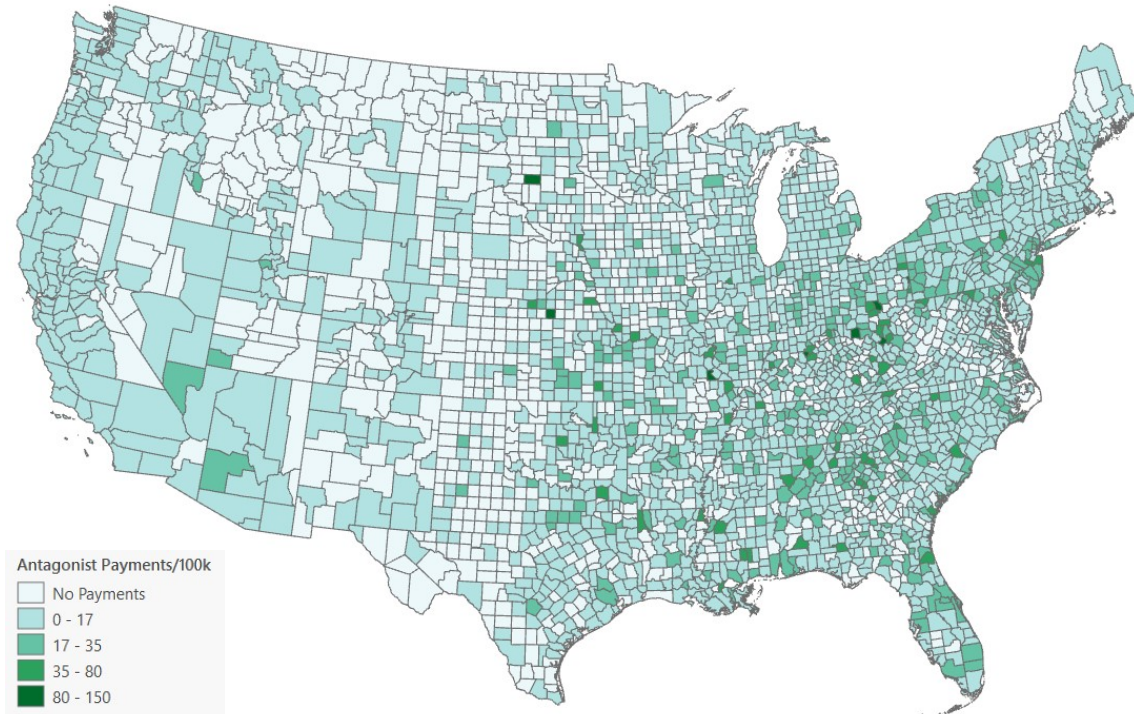 Antagonist Payments/100k
No Payments
0 - 17
17 - 35
35 - 80
80 - 150